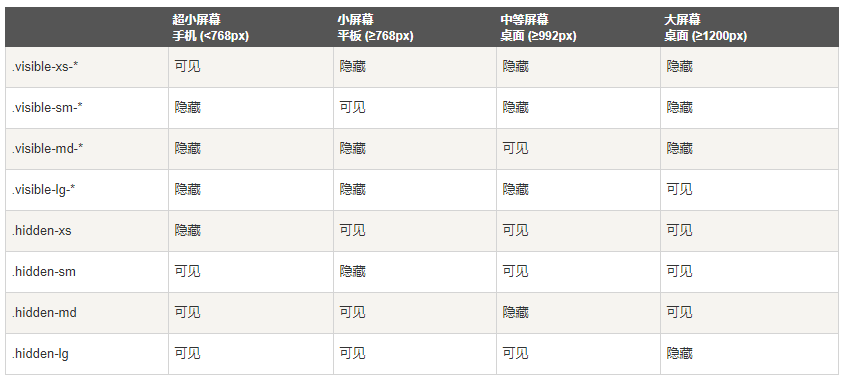 超小屏幕 小屏幕 中等屏幕 大屏幕
手机 (<768px) 平板 (≥768px) 桌面 (≥992px) 桌面 (≥1200px)
.visible-xs-* 可见 隐藏 隐藏 隐藏
.visible-sm-* 隐藏 可见 隐藏 隐藏
.visible-md-* 隐藏 隐藏 可见 隐藏
.visible-lg-* 隐藏 隐藏 隐藏 可见
.hidden-xs 隐藏 可见 可见 可见
.hidden-sm 可见 隐藏 可见 可见
.hidden-md 可见 可见 隐藏 可见
.hidden-lg 可见 可见 可见 隐藏